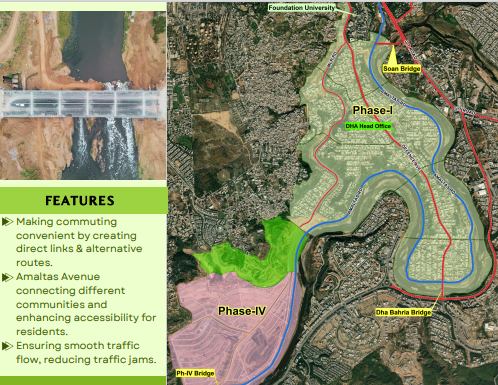 Foundation University
Soan Bridge
Phase-I
DHA Head Office
FEATURES
Making commuting
convenient by creating
direct links & alternative
routes.
Amaltas Avenue
connecting different
communities and
enhancing accessibility for
residents.
Ensuring smooth traffic
flow, reducing traffic jams.
Phase-IV
Dha Bahria Bridge
Ph-IV Bridge